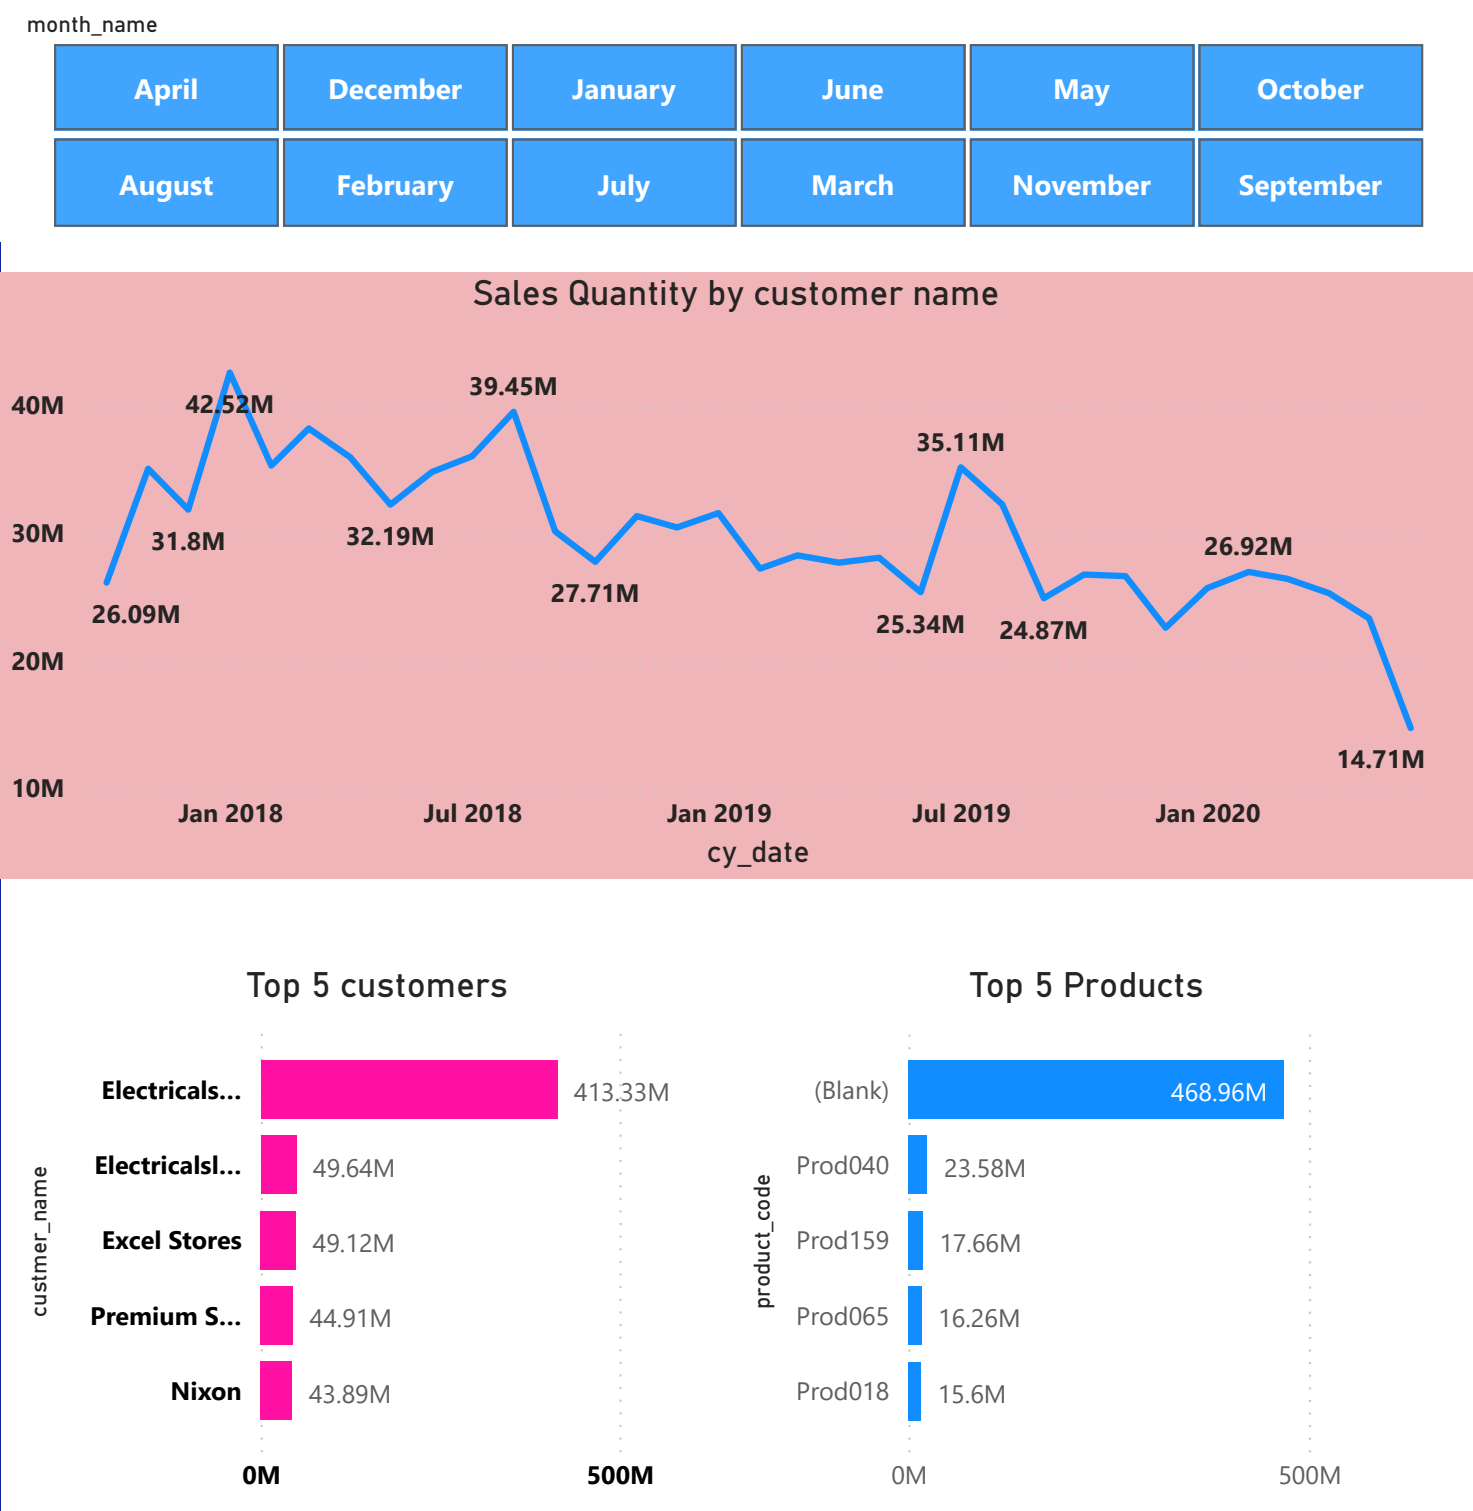 month_name
April December January June May October
August February July March November September
Sales Quantity by customer name
40M
30M
20M
10M
26.09M
31.8M
42.52M
32.19M
39.45M
27.71M
25.34M
35.11M
24.87M
26.92M
14.71M
Jan 2018 Jul 2018 Jan 2019 Jul 2019 Jan 2020
cy_date
Top 5 customers
custmer_name
Electricals... 413.33M
Electricalsl... 49.64M
Excel Stores 49.12M
Premium S... 44.91M
Nixon 43.89M
0M 500M
Top 5 Products
product_code
(Blank) 468.96M
Prod040 23.58M
Prod159 17.66M
Prod065 16.26M
Prod018 15.6M
0M 500M